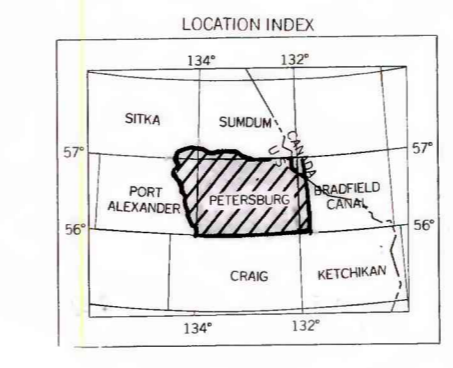 LOCATION INDEX
134° 132°
SITKA SUMDUM
CANADA
U S
57° 57°
PORT ALEXANDER PETERSBURG BRADFIELD CANAL
56° 56°
CRAIG KETCHIKAN
134° 132°